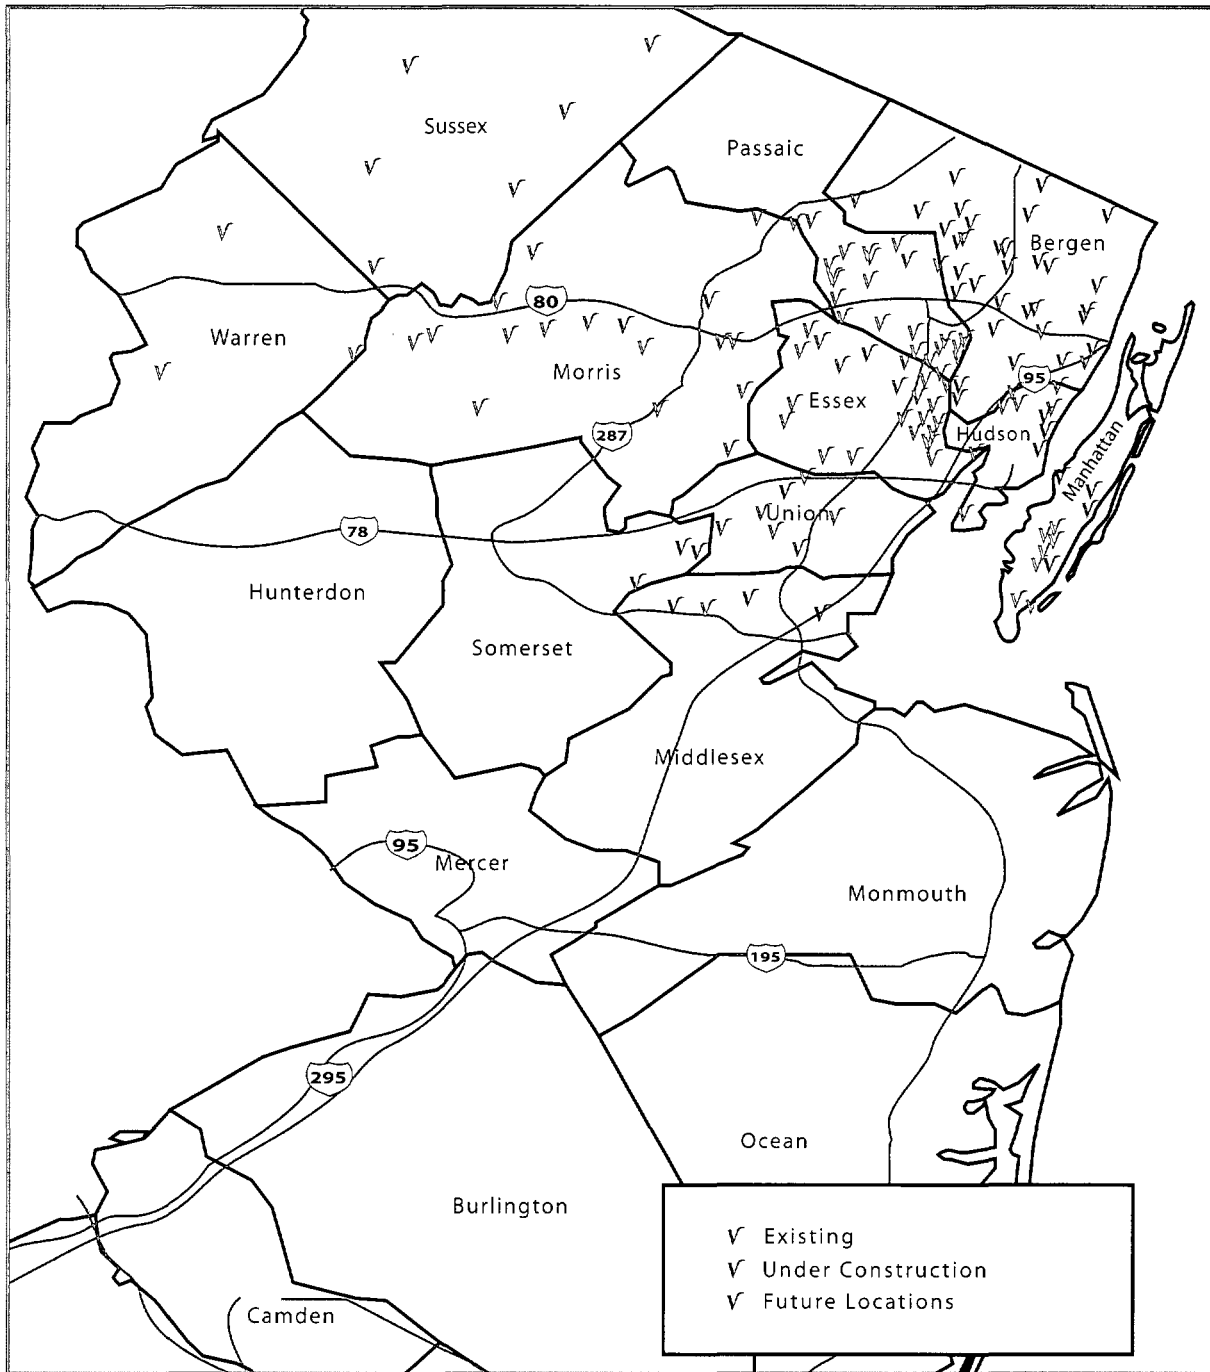 Sussex
Passaic
Bergen
80
Warren
Morris
95
Essex
287
Hudson
Manhattan
78
Union
Hunterdon
Somerset
Middlesex
95
Mercer
Monmouth
195
295
Ocean
Burlington
Existing
Under Construction
Future Locations
Camden